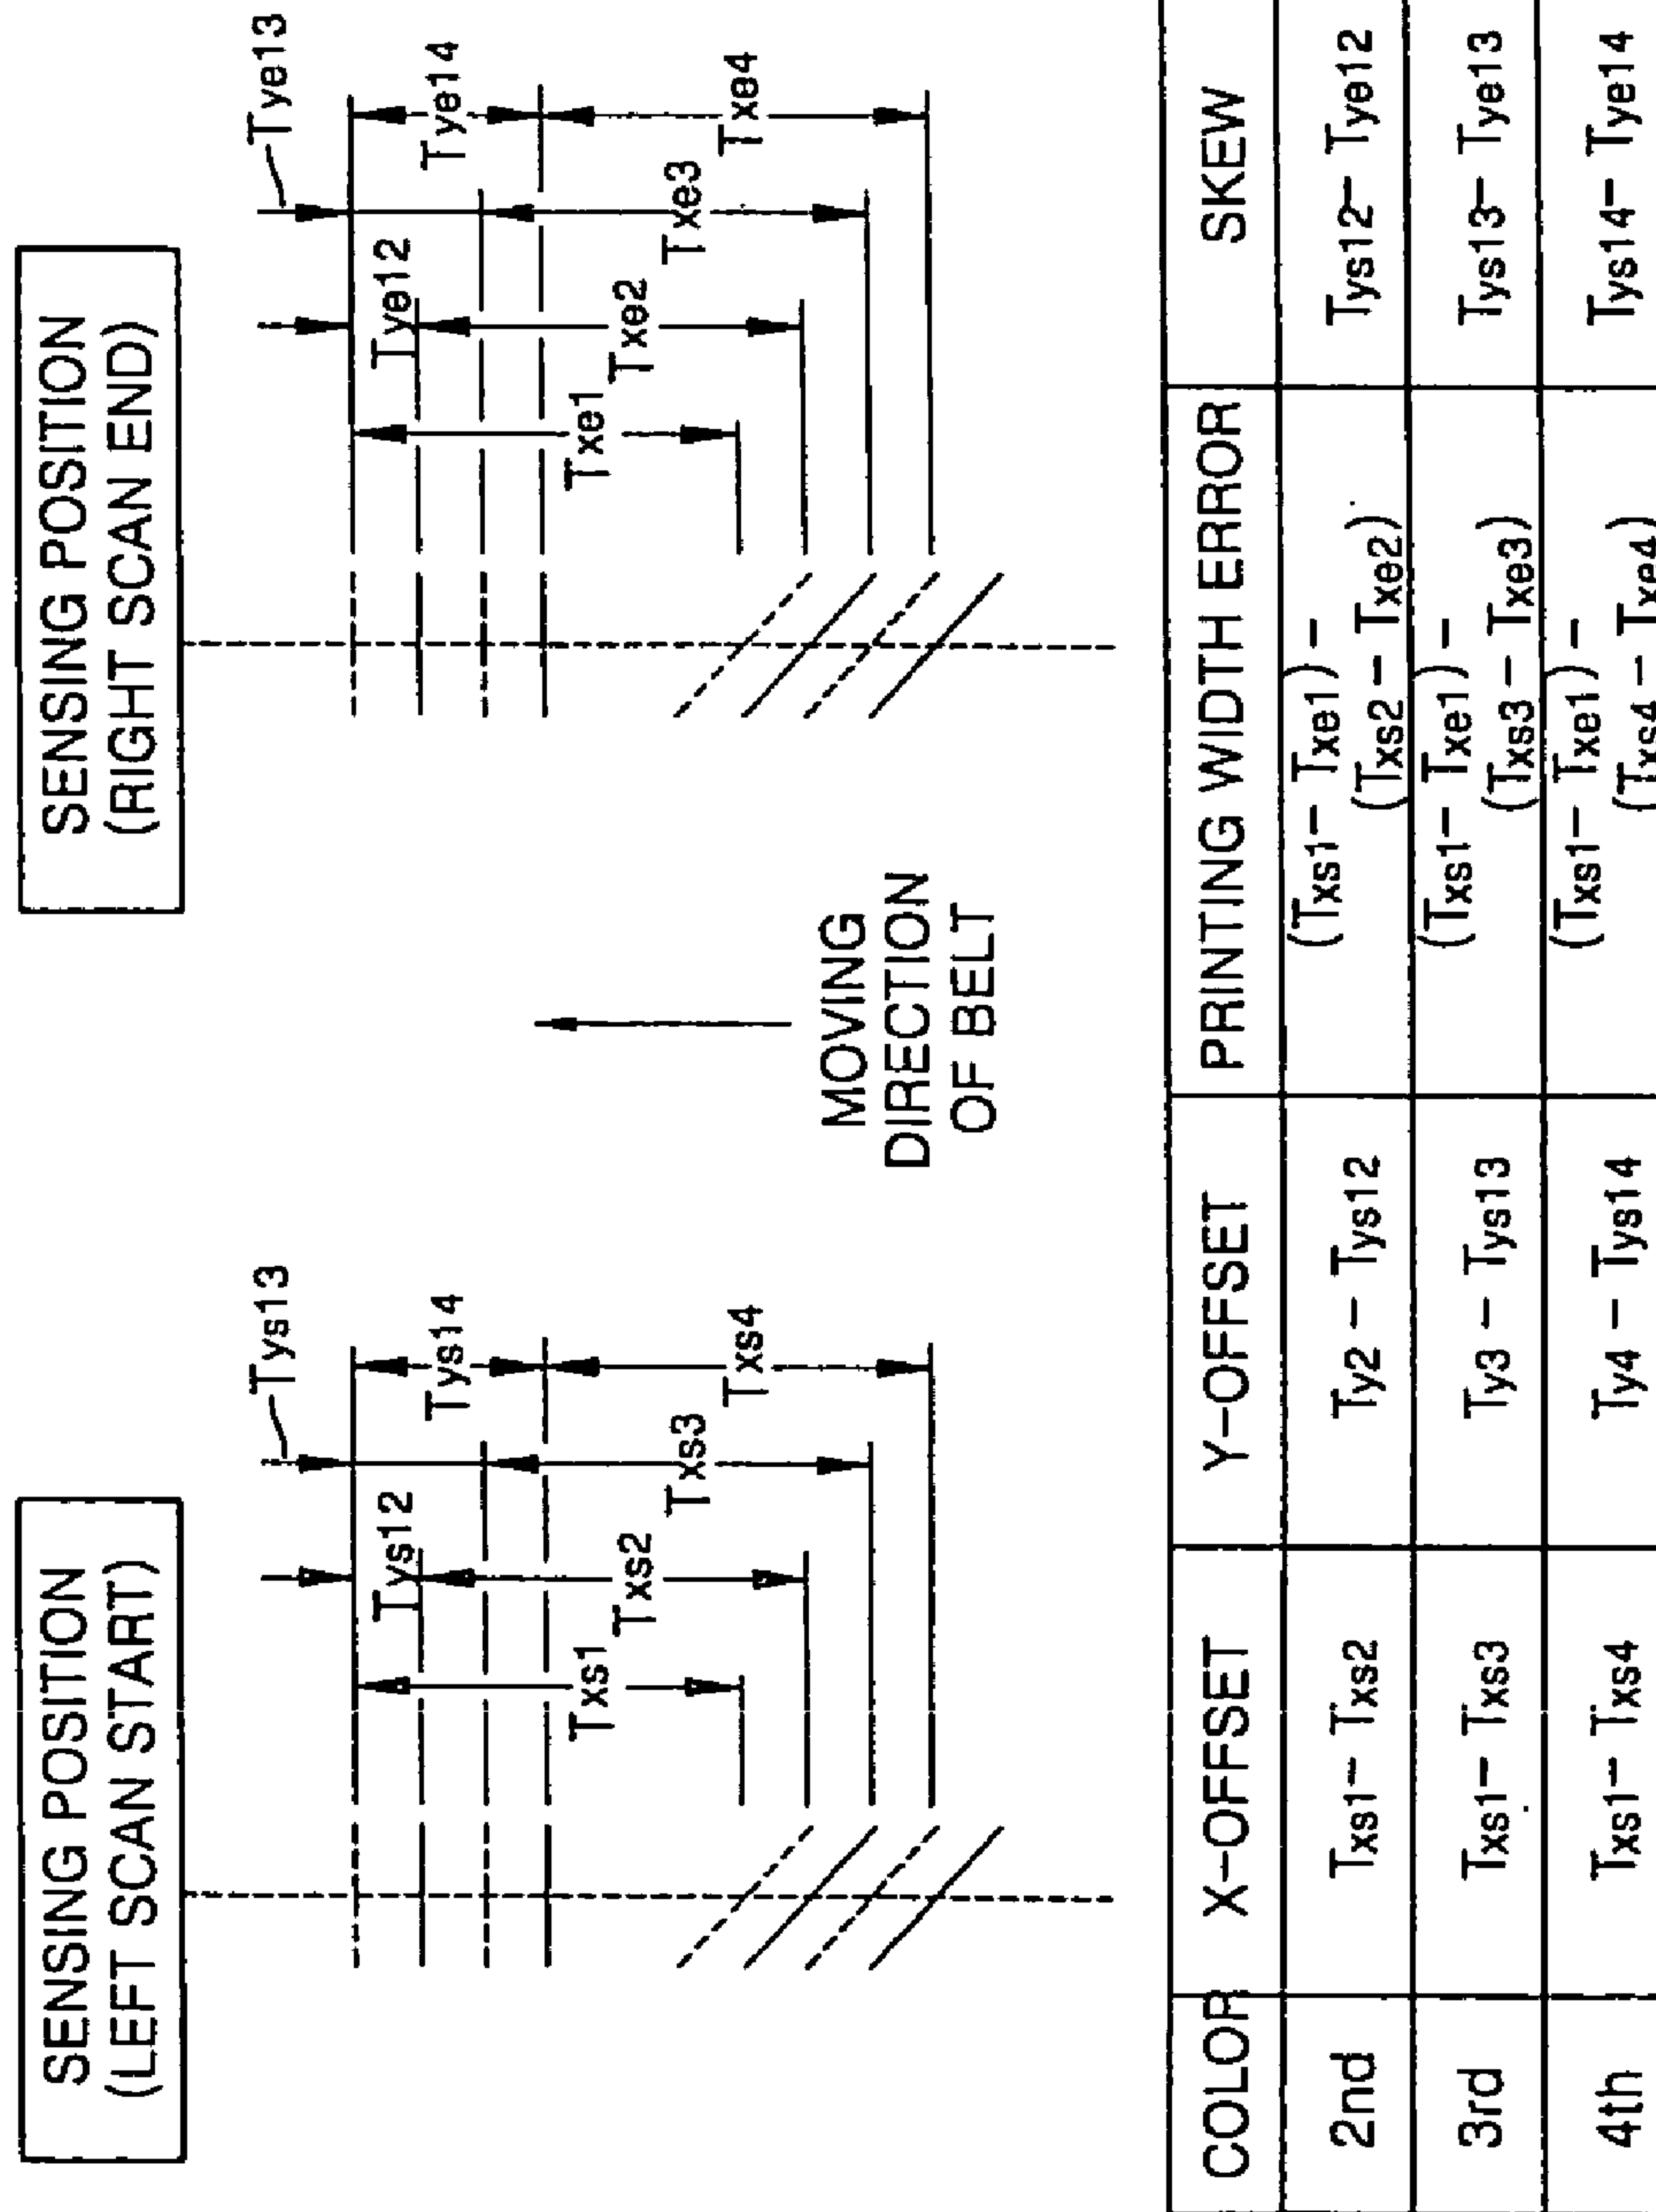 SENSING POSITION
(LEFT SCAN START)
Tys13
Tys12
Tys14
Txs1
Txs2
Txs3
Txs4
MOVING
DIRECTION
OF BELT
SENSING POSITION
(RIGHT SCAN END)
Tye13
Tye12
Tye14
Txe1
Txe2
Txe3
Txe4
COLOR X-OFFSET Y-OFFSET PRINTING WIDTH ERROR SKEW
2nd Txs1− Txs2 Ty2 − Tys12 (Txs1− Txe1) −
(Txs2 − Txe2) Tys12− Tye12
3rd Txs1− Txs3 Ty3 − Tys13 (Txs1− Txe1) −
(Txs3 − Txe3) Tys13− Tye13
4th Txs1− Txs4 Ty4 − Tys14 (Txs1− Txe1) −
(Txs4 − Txe4) Tys14− Tye14